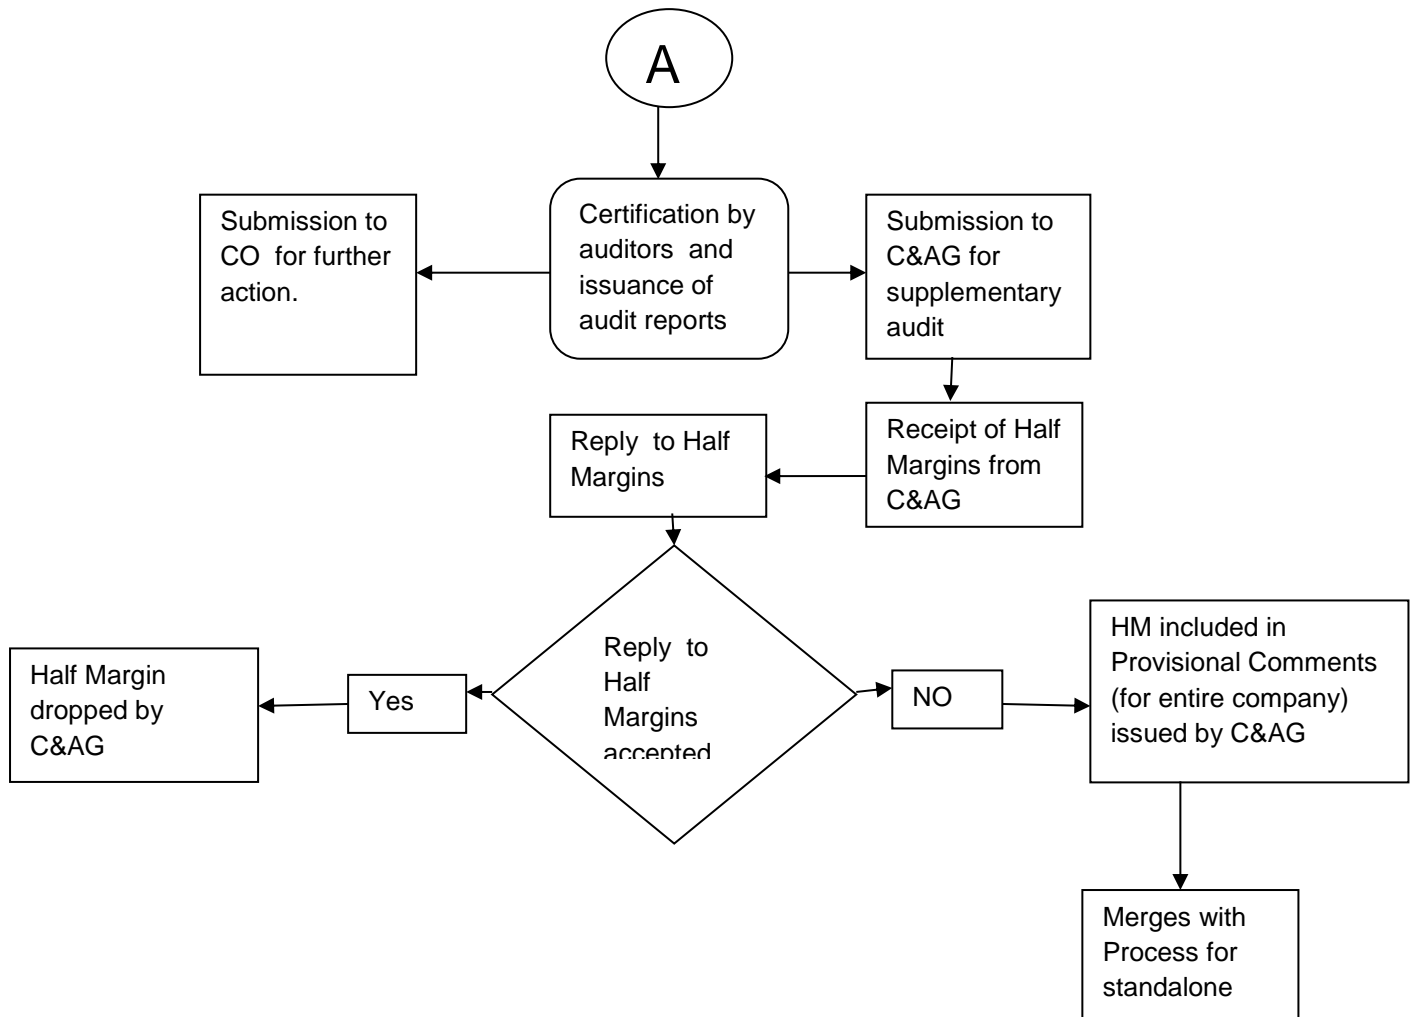 A
Submission to
CO for further
action.
Certification by
auditors and
issuance of
audit reports
Submission to
C&AG for
supplementary
audit
Reply to Half
Margins
Receipt of Half
Margins from
C&AG
Reply to
Half
Margins
accepted
Half Margin
dropped by
C&AG
Yes
NO
HM included in
Provisional Comments
(for entire company)
issued by C&AG
Merges with
Process for
standalone